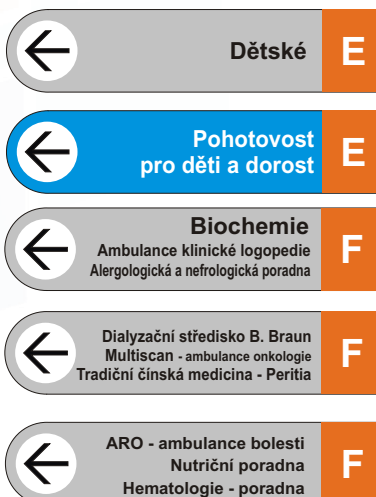 Dětské E
Pohotovost
pro děti a dorost E
Biochemie
Ambulance klinické logopedie
Alergologická a nefrologická poradna F
Dialyzační středisko B. Braun
Multiscan - ambulance onkologie
Tradiční čínská medicina - Peritia F
ARO - ambulance bolesti
Nutriční poradna
Hematologie - poradna F